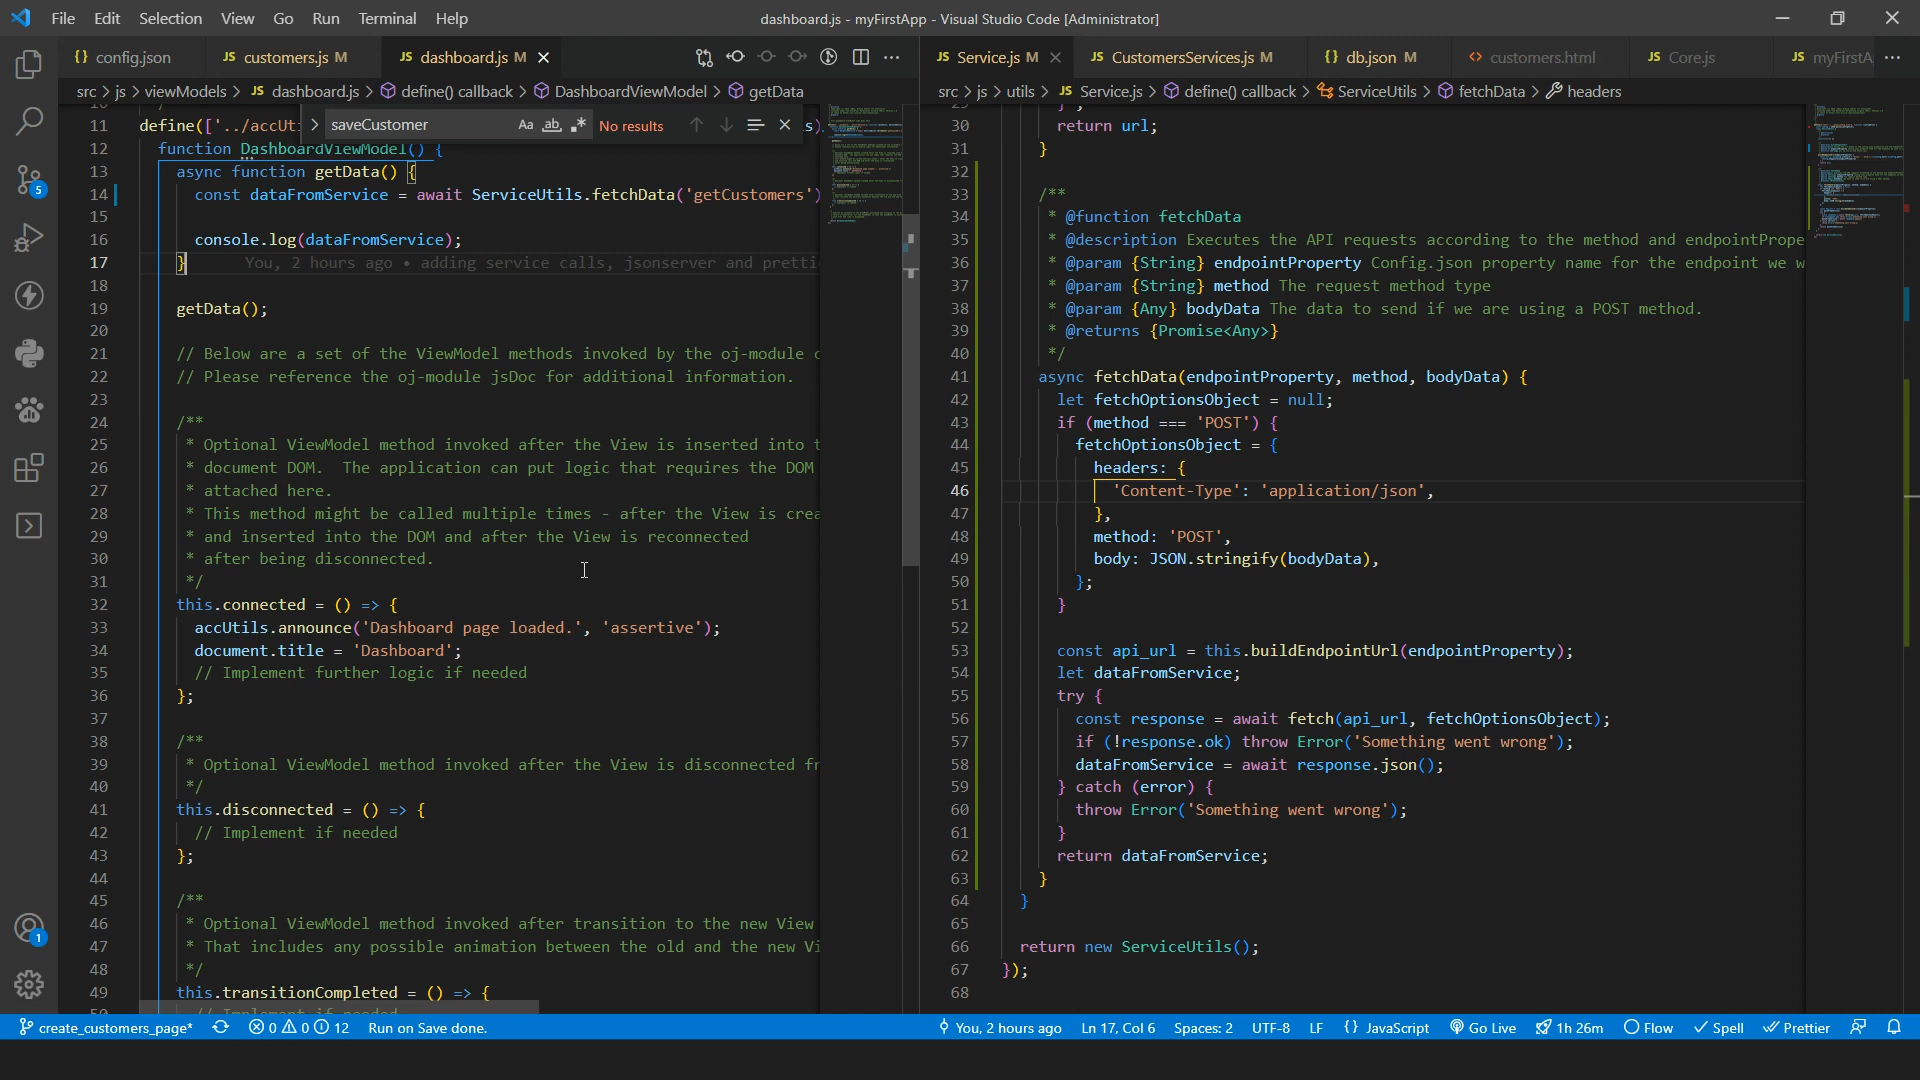 File Edit Selection View Go Run Terminal Help
dashboard.js - myFirstApp - Visual Studio Code [Administrator]
{} config.json
JS customers.js M
JS dashboard.js M
JS Service.js M
JS CustomersServices.js M
{} db.json M
<> customers.html
JS Core.js
JS myFirstA
src > js > viewModels > JS dashboard.js > define() callback > DashboardViewModel > getData
src > js > utils > JS Service.js > define() callback > ServiceUtils > fetchData > headers
saveCustomer Aa ab No results
11 define(['../accUt
12 function DashboardViewModel() {
13 async function getData() {
14 const dataFromService = await ServiceUtils.fetchData('getCustomers')
15
16 console.log(dataFromService);
17 } You, 2 hours ago • adding service calls, jsonserver and pretti
18
19 getData();
20
21 // Below are a set of the ViewModel methods invoked by the oj-module c
22 // Please reference the oj-module jsDoc for additional information.
23
24 /**
25 * Optional ViewModel method invoked after the View is inserted into t
26 * document DOM. The application can put logic that requires the DOM
27 * attached here.
28 * This method might be called multiple times - after the View is crea
29 * and inserted into the DOM and after the View is reconnected
30 * after being disconnected.
31 */
32 this.connected = () => {
33 accUtils.announce('Dashboard page loaded.', 'assertive');
34 document.title = 'Dashboard';
35 // Implement further logic if needed
36 };
37
38 /**
39 * Optional ViewModel method invoked after the View is disconnected fr
40 */
41 this.disconnected = () => {
42 // Implement if needed
43 };
44
45 /**
46 * Optional ViewModel method invoked after transition to the new View
47 * That includes any possible animation between the old and the new Vi
48 */
49 this.transitionCompleted = () => {
30 return url;
31 }
32
33 /**
34 * @function fetchData
35 * @description Executes the API requests according to the method and endpointPrope
36 * @param {String} endpointProperty Config.json property name for the endpoint we w
37 * @param {String} method The request method type
38 * @param {Any} bodyData The data to send if we are using a POST method.
39 * @returns {Promise<Any>}
40 */
41 async fetchData(endpointProperty, method, bodyData) {
42 let fetchOptionsObject = null;
43 if (method === 'POST') {
44 fetchOptionsObject = {
45 headers: {
46 'Content-Type': 'application/json',
47 },
48 method: 'POST',
49 body: JSON.stringify(bodyData),
50 };
51 }
52
53 const api_url = this.buildEndpointUrl(endpointProperty);
54 let dataFromService;
55 try {
56 const response = await fetch(api_url, fetchOptionsObject);
57 if (!response.ok) throw Error('Something went wrong');
58 dataFromService = await response.json();
59 } catch (error) {
60 throw Error('Something went wrong');
61 }
62 return dataFromService;
63 }
64 }
65
66 return new ServiceUtils();
67 });
68
5
1
create_customers_page* 0 0 12 Run on Save done.
You, 2 hours ago Ln 17, Col 6 Spaces: 2 UTF-8 LF {} JavaScript Go Live 1h 26m Flow Spell Prettier